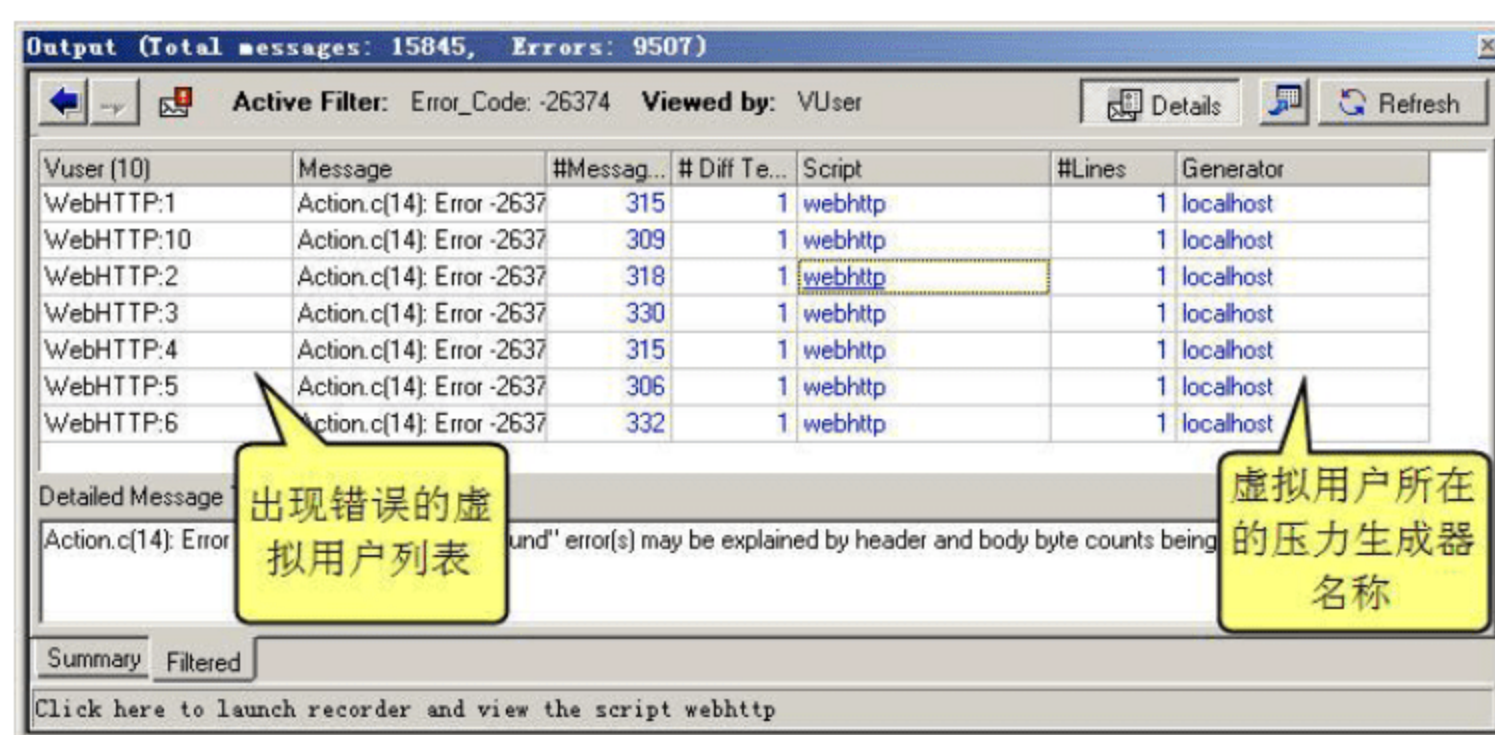 Output (Total messages: 15845, Errors: 9507)
Active Filter: Error_Code: -26374 Viewed by: VUser Details Refresh
Vuser (10) Message #Messag... # Diff Te... Script #Lines Generator
WebHTTP:1 Action.c(14): Error -2637 315 1 webhttp 1 localhost
WebHTTP:10 Action.c(14): Error -2637 309 1 webhttp 1 localhost
WebHTTP:2 Action.c(14): Error -2637 318 1 webhttp 1 localhost
WebHTTP:3 Action.c(14): Error -2637 330 1 webhttp 1 localhost
WebHTTP:4 Action.c(14): Error -2637 315 1 webhttp 1 localhost
WebHTTP:5 Action.c(14): Error -2637 306 1 webhttp 1 localhost
WebHTTP:6 Action.c(14): Error -2637 332 1 webhttp 1 localhost
出现错误的虚
拟用户列表
虚拟用户所在
的压力生成器
名称
Detailed Message
Action.c(14): Error und" error(s) may be explained by header and body byte counts being
Summary Filtered
Click here to launch recorder and view the script webhttp